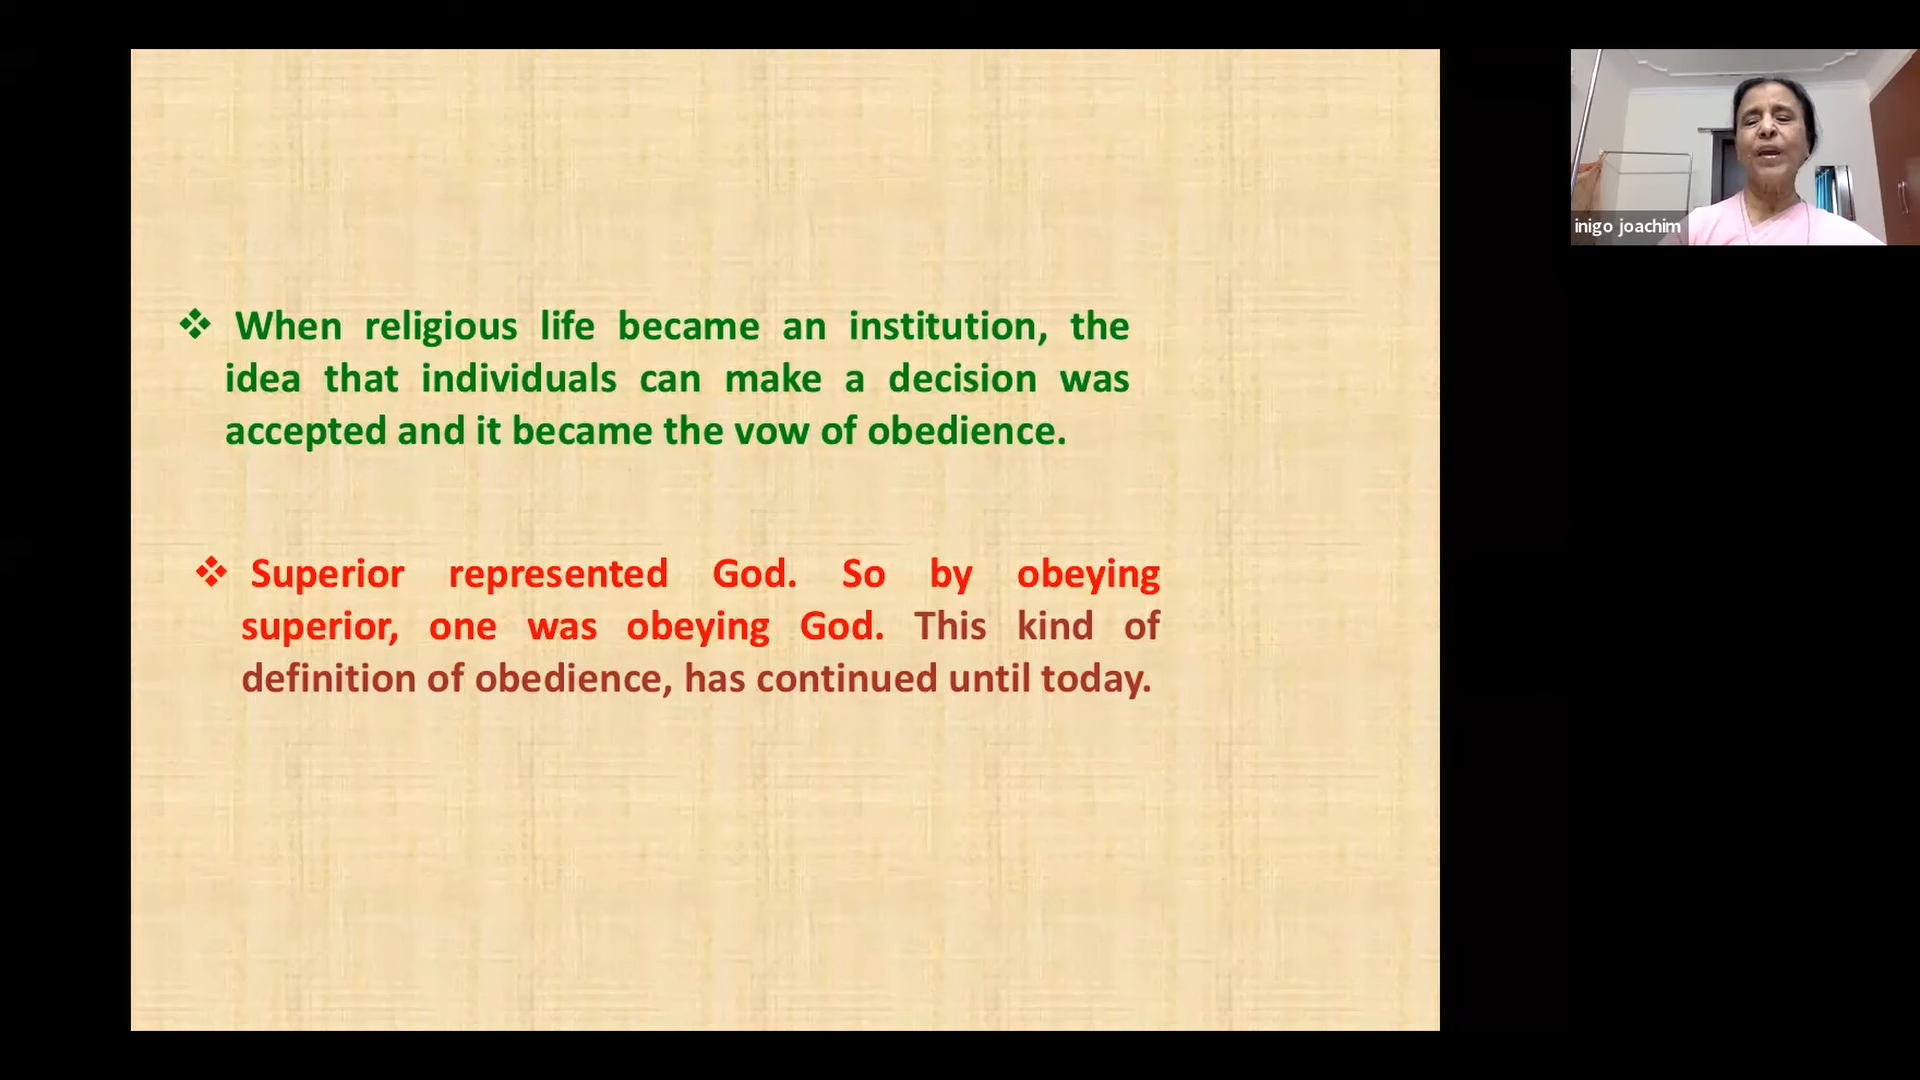 ❖ When religious life became an institution, the
idea that individuals can make a decision was
accepted and it became the vow of obedience.
❖ Superior represented God. So by obeying
superior, one was obeying God. This kind of
definition of obedience, has continued until today.
inigo joachim